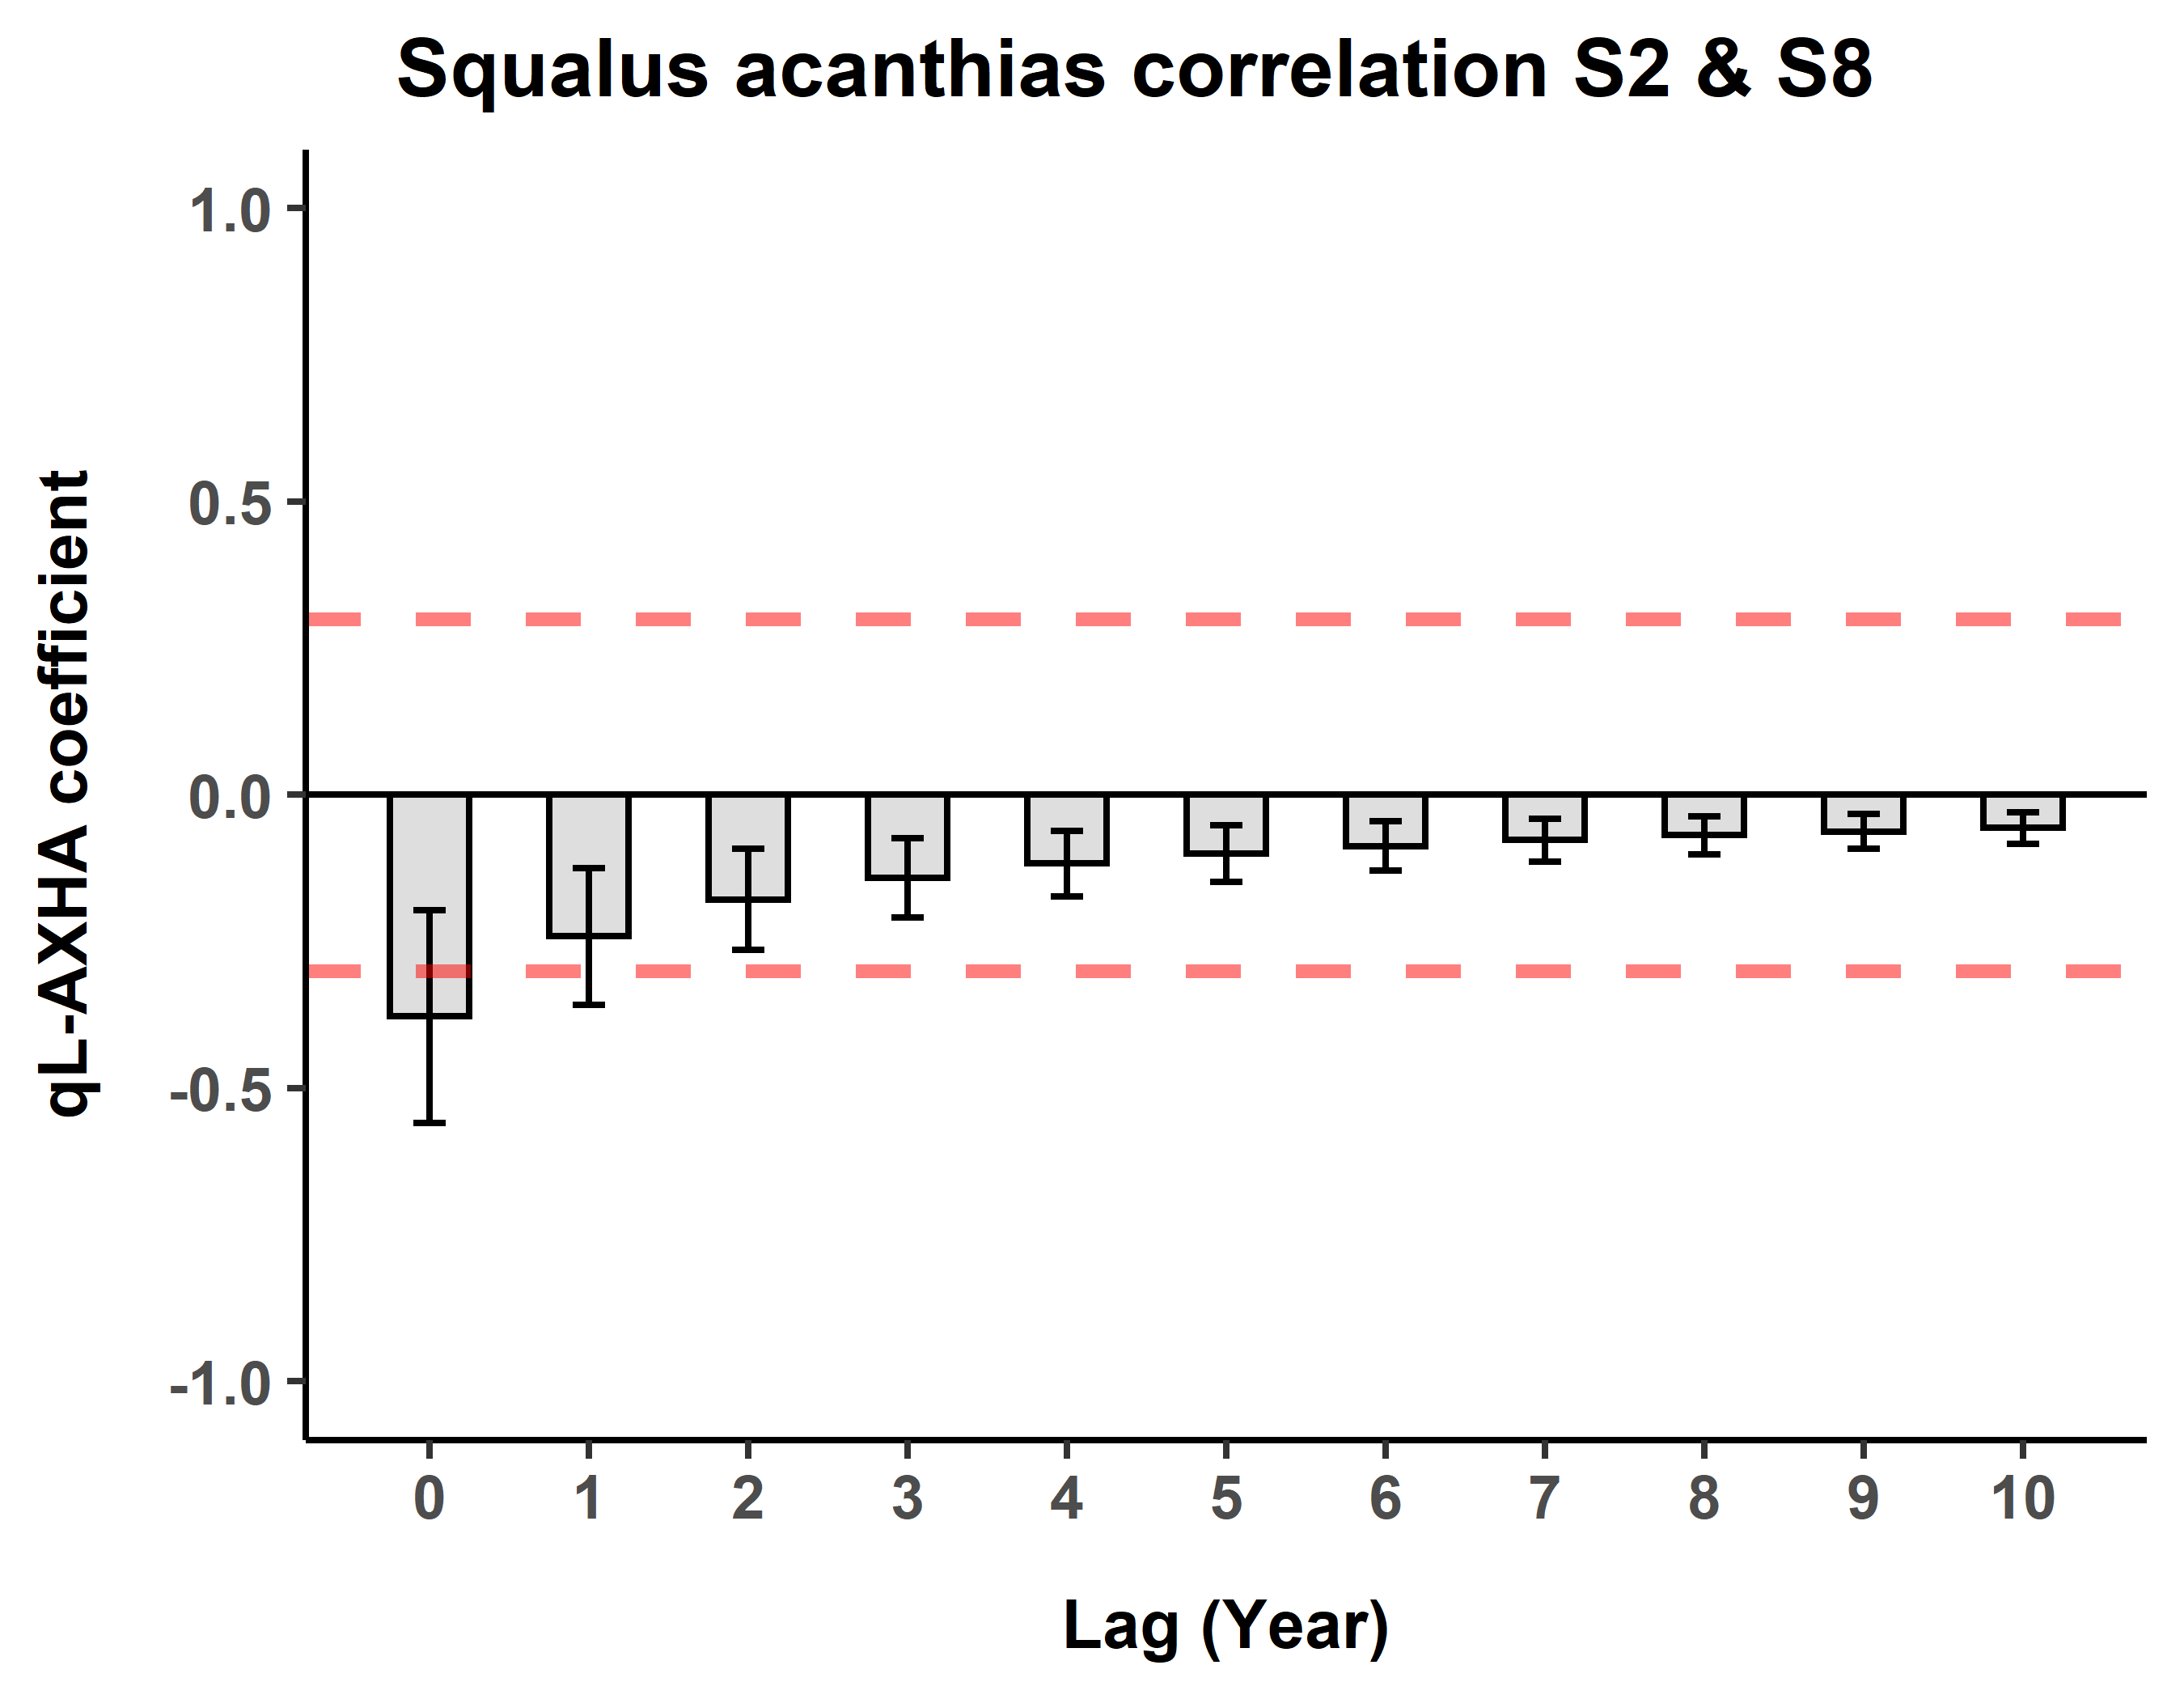 Squalus acanthias correlation S2 & S8
qL-AXHA coefficient
1.0
0.5
0.0
-0.5
-1.0
0 1 2 3 4 5 6 7 8 9 10
Lag (Year)